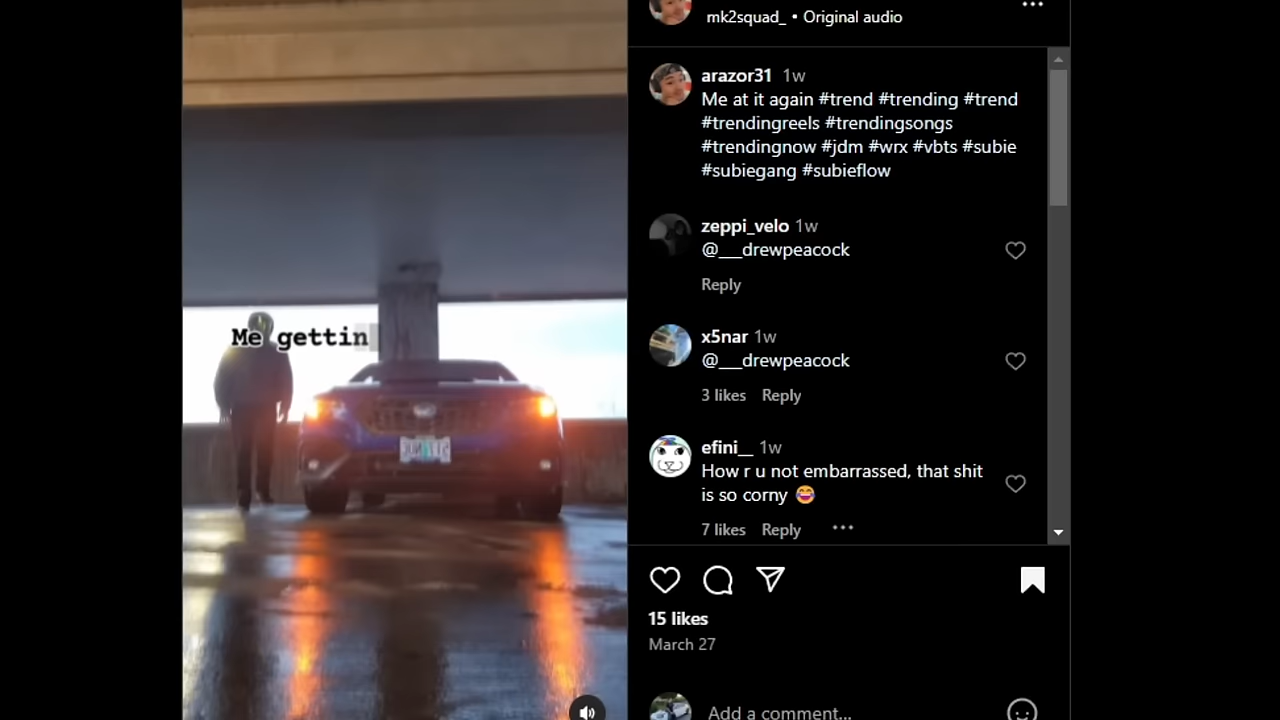 mk2squad_ • Original audio
arazor31 1w
Me at it again #trend #trending #trend
#trendingreels #trendingsongs
#trendingnow #jdm #wrx #vbts #subie
#subiegang #subieflow
zeppi_velo 1w
@___drewpeacock
Reply
Me gettin
x5nar 1w
@___drewpeacock
3 likes Reply
efini__ 1w
How r u not embarrassed, that shit
is so corny 😂
7 likes Reply
15 likes
March 27
Add a comment...